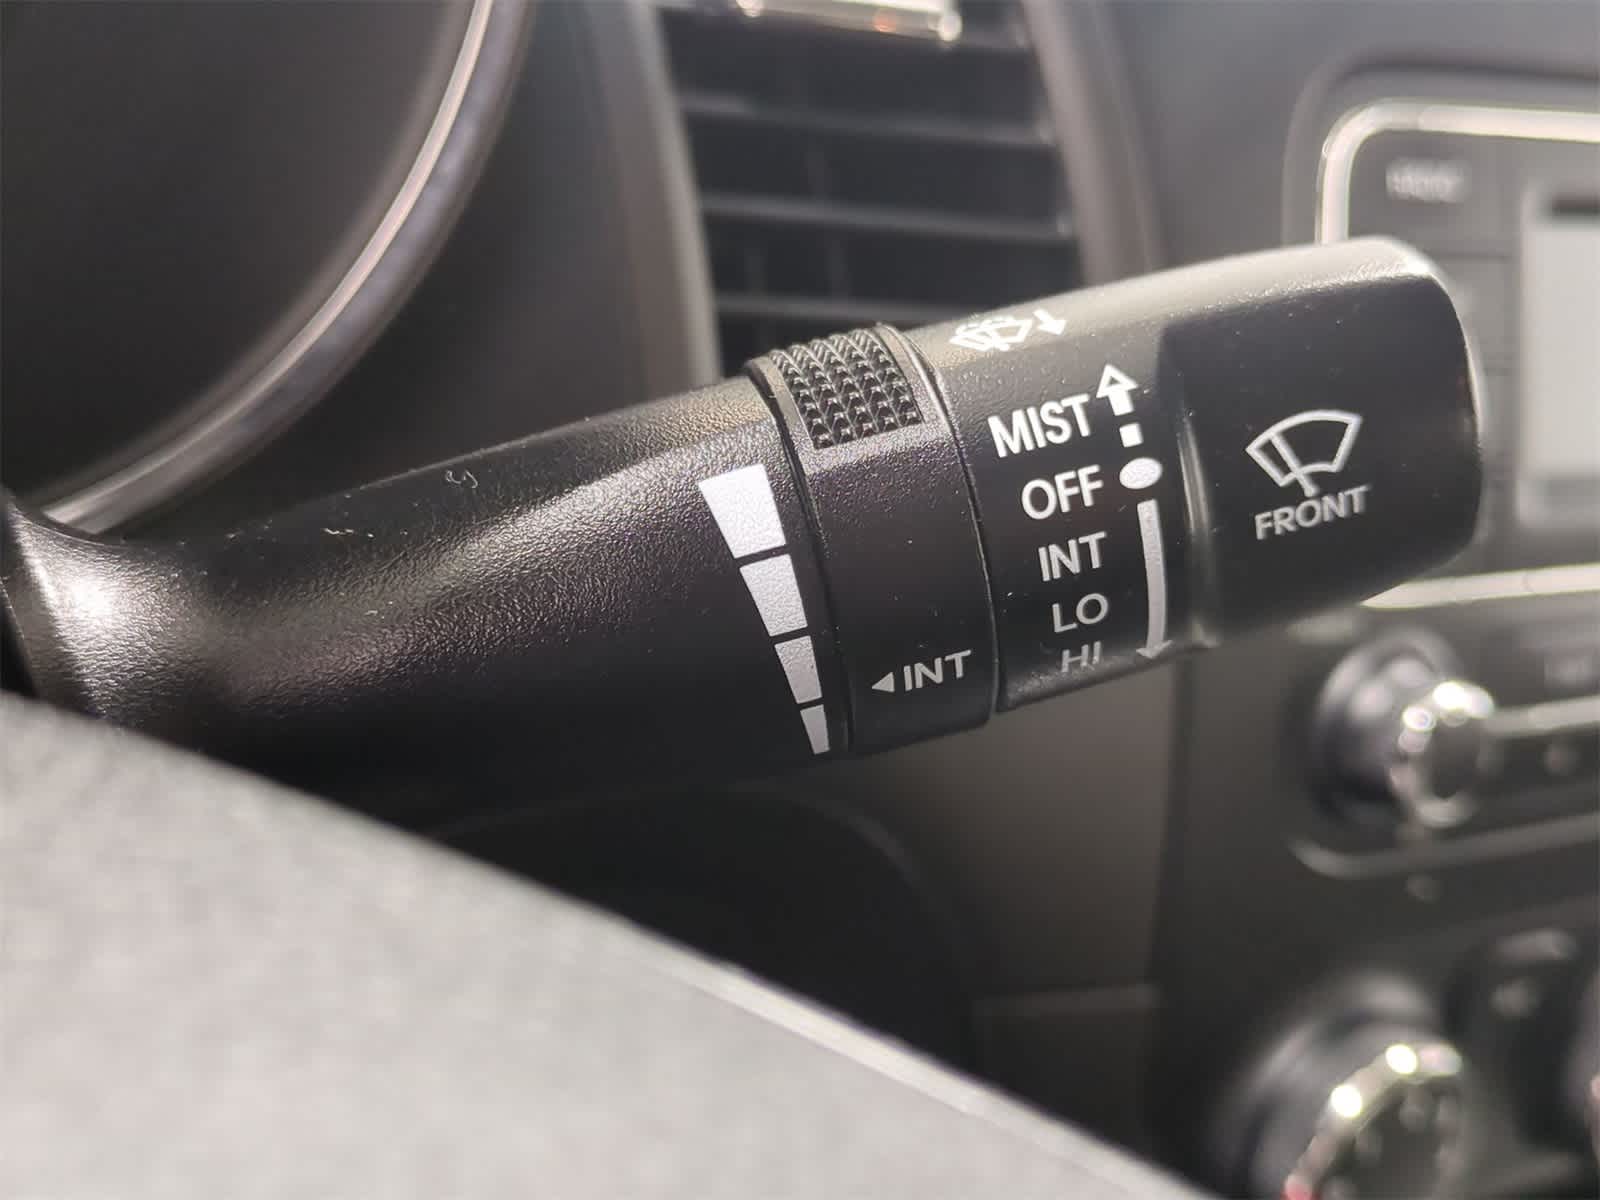 MIST
OFF
INT
LO
HI
INT
FRONT